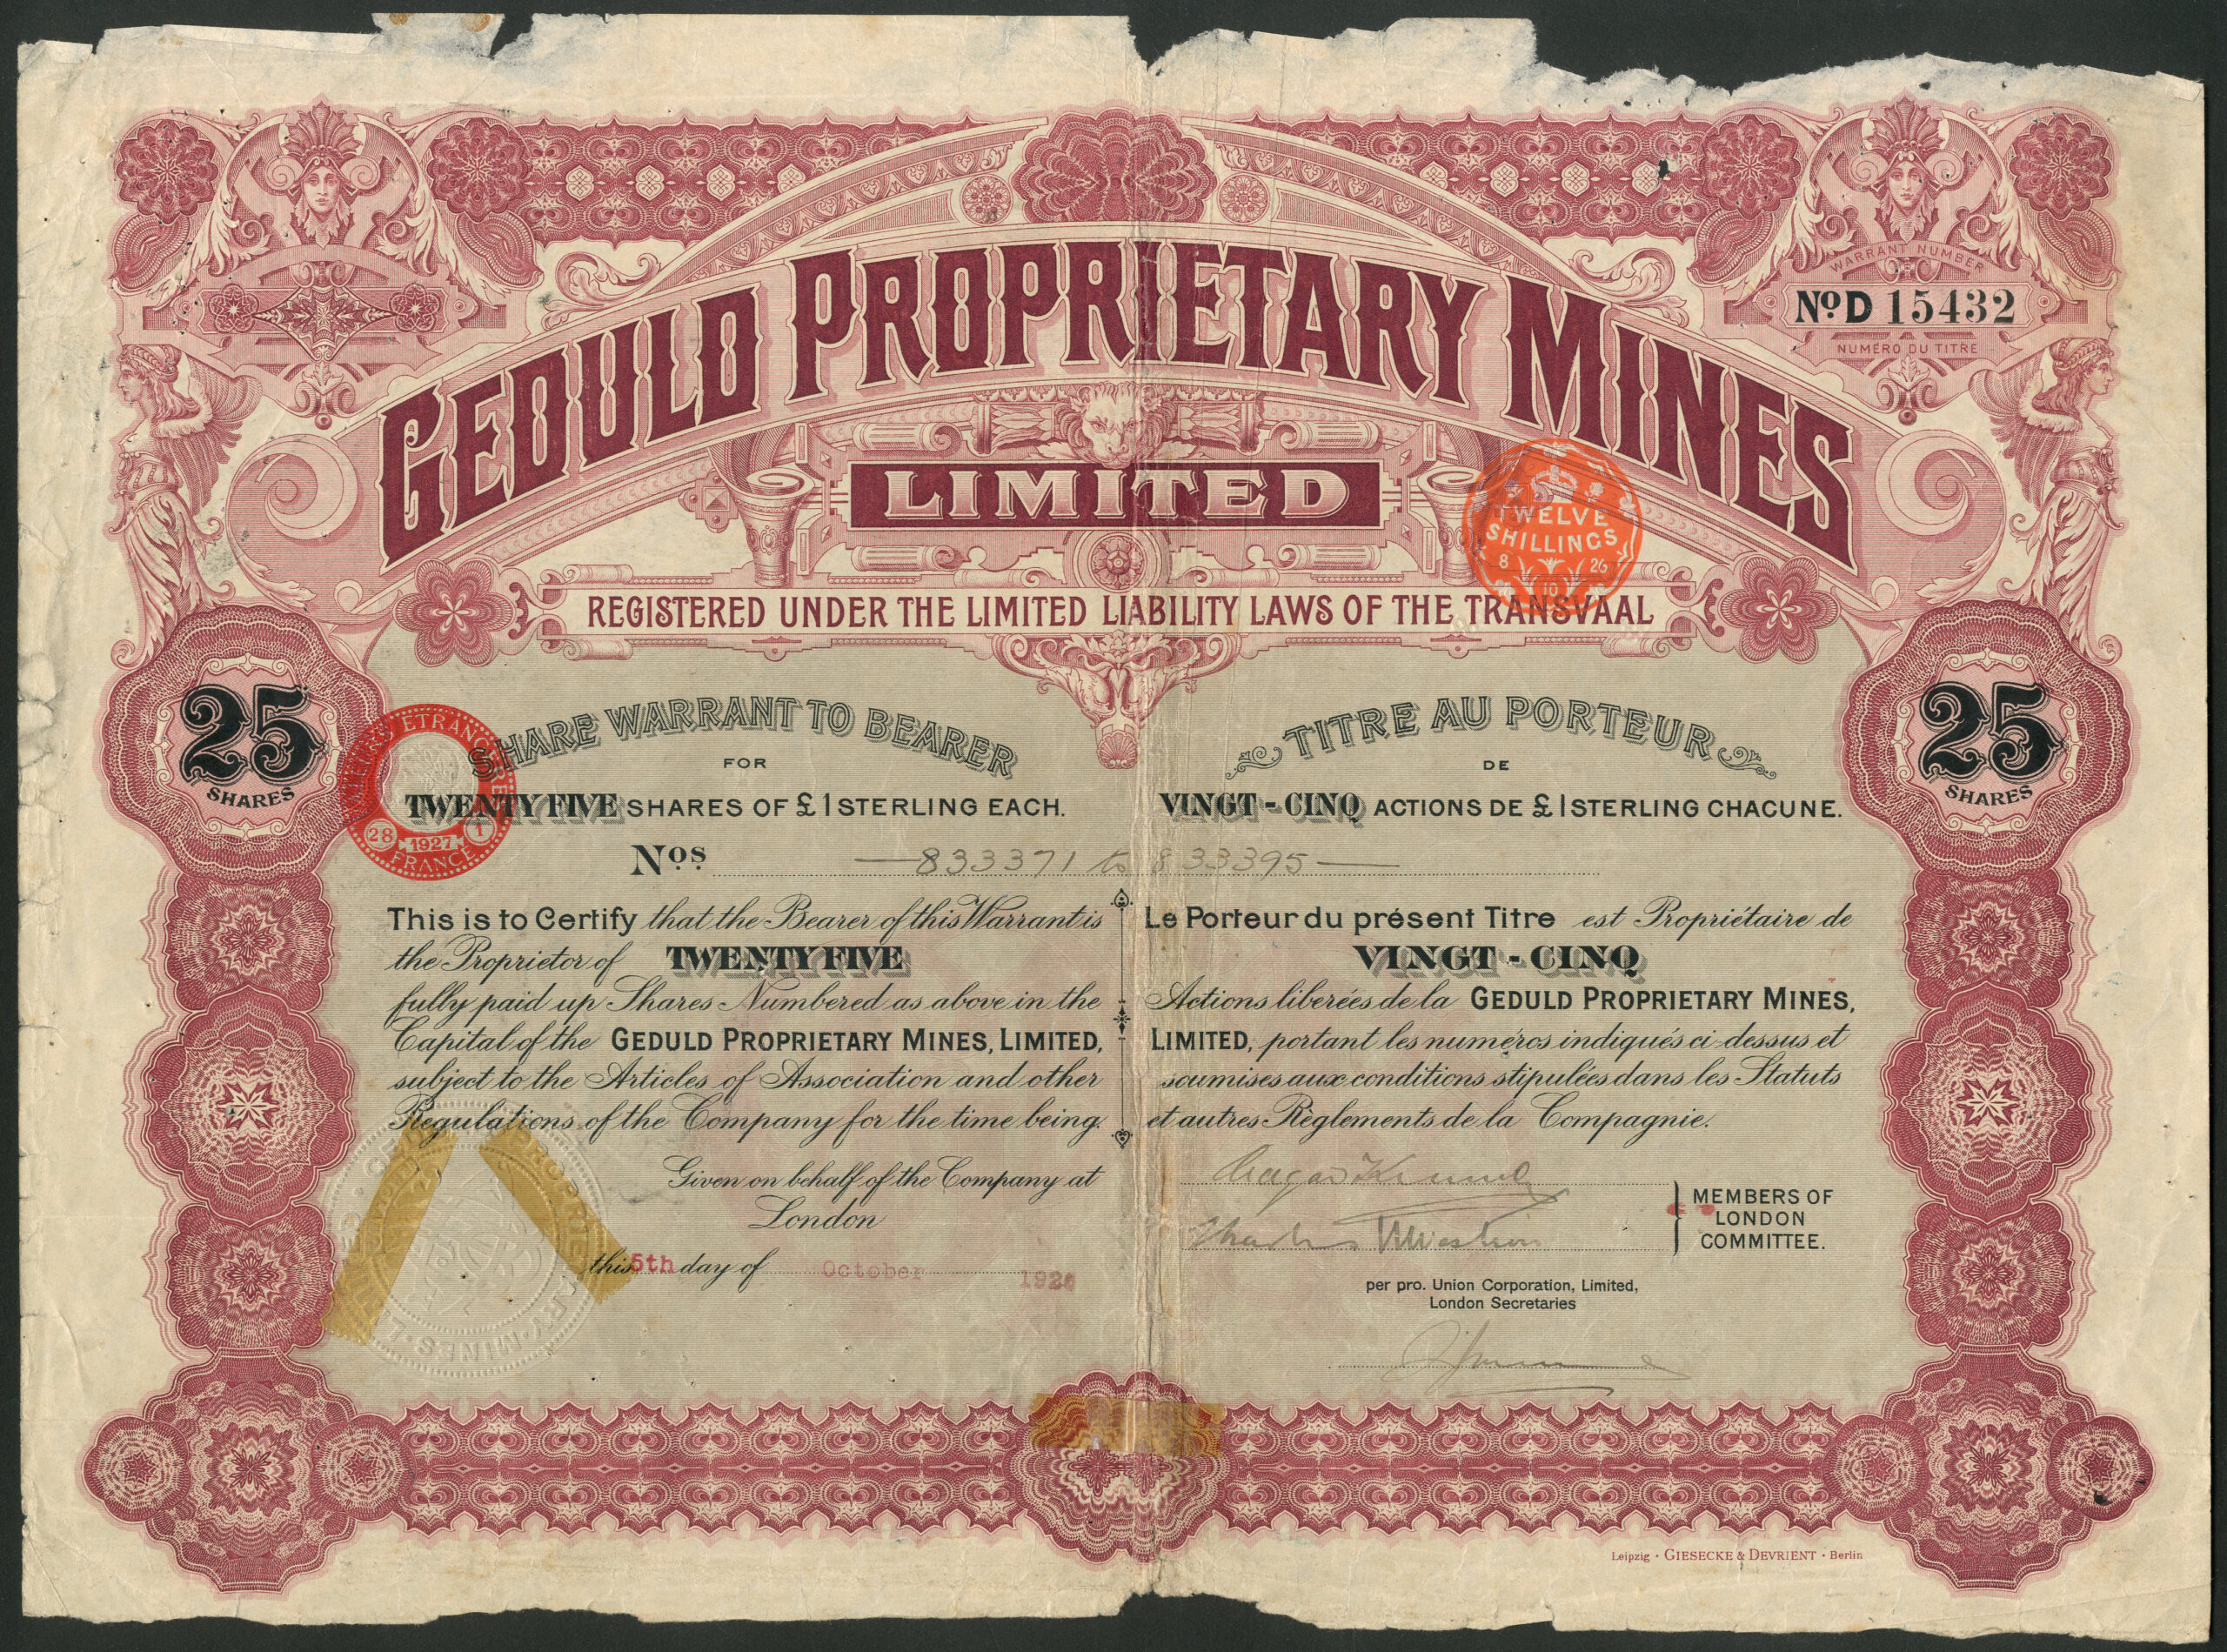 GEDULD PROPRIETARY MINES
LIMITED
REGISTERED UNDER THE LIMITED LIABILITY LAWS OF THE TRANSVAAL
WARRANT NUMBER
Nº D 15432
NUMÉRO DU TITRE
TWELVE
SHILLINGS
8 26
10
25
SHARES
25
SHARES
28 1927 1
FRANCE
SHARE WARRANT TO BEARER
FOR
TWENTY FIVE SHARES OF £1 STERLING EACH.
TITRE AU PORTEUR
DE
VINGT-CINQ ACTIONS DE £1 STERLING CHACUNE.
Nos —833371 to 833395—
This is to Certify that the Bearer of this Warrant is
the Proprietor of TWENTY FIVE
fully paid up Shares Numbered as above in the
Capital of the GEDULD PROPRIETARY MINES, LIMITED,
subject to the Articles of Association and other
Regulations of the Company for the time being.
Given on behalf of the Company at
London
this 5th day of October 1926
Le Porteur du présent Titre est Propriétaire de
VINGT-CINQ
Actions liberées de la GEDULD PROPRIETARY MINES,
LIMITED, portant les numéros indiqués ci-dessus et
soumises aux conditions stipulées dans les Statuts
et autres Règlements de la Compagnie.
MEMBERS OF
LONDON
COMMITTEE.
per pro. Union Corporation, Limited,
London Secretaries
Leipzig · GIESECKE & DEVRIENT · Berlin